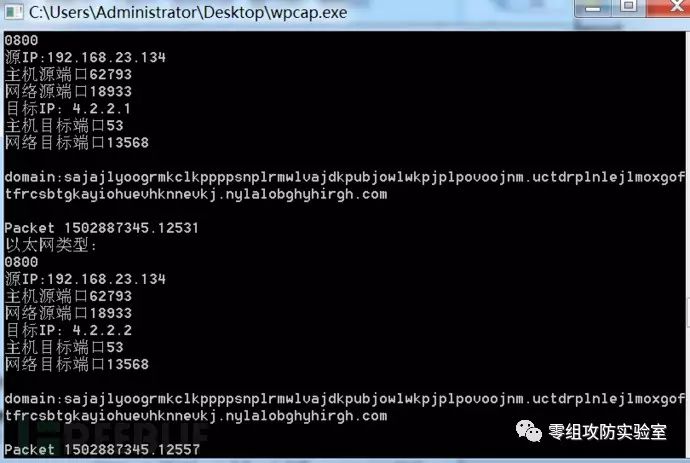 C:\Users\Administrator\Desktop\wpcap.exe
0800
源IP:192.168.23.134
主机源端口62793
网络源端口18933
目标IP: 4.2.2.1
主机目标端口53
网络目标端口13568
domain:sajajlyoogrmkclkppppsnplrmwlvajdkpubjowlwkpjplpovoojnm.uctdrplnlejlmoxgof
tfrcsbtgkayiohuevhknnevkj.nylalobghyhirgh.com
Packet 1502887345.12531
以太网类型:
0800
源IP:192.168.23.134
主机源端口62793
网络源端口18933
目标IP: 4.2.2.2
主机目标端口53
网络目标端口13568
domain:sajajlyoogrmkclkppppsnplrmwlvajdkpubjowlwkpjplpovoojnm.uctdrplnlejlmoxgof
tfrcsbtgkayiohuevhknnevkj.nylalobghyhirgh.com
Packet 1502887345.12557
零组攻防实验室